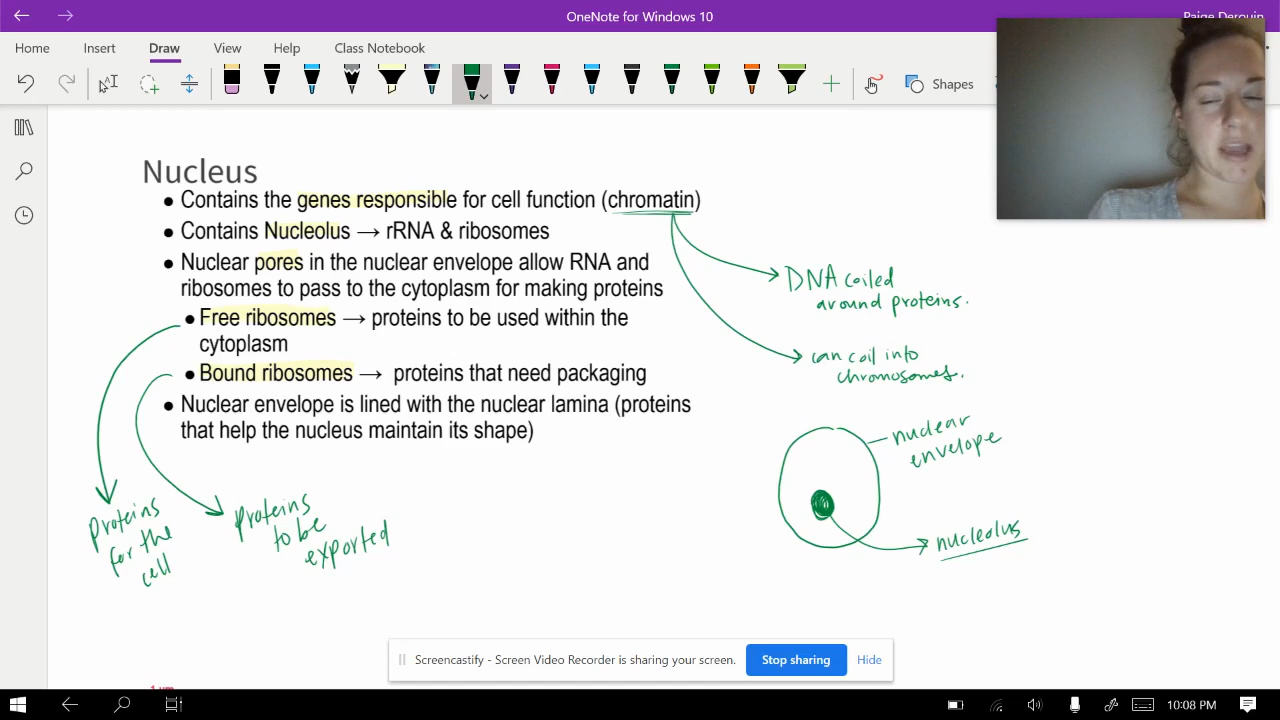 OneNote for Windows 10
Paige Derouin
Home Insert Draw View Help Class Notebook
Shapes
Nucleus
• Contains the genes responsible for cell function (chromatin)
• Contains Nucleolus → rRNA & ribosomes
• Nuclear pores in the nuclear envelope allow RNA and
ribosomes to pass to the cytoplasm for making proteins
• Free ribosomes → proteins to be used within the
cytoplasm
• Bound ribosomes → proteins that need packaging
• Nuclear envelope is lined with the nuclear lamina (proteins
that help the nucleus maintain its shape)
DNA coiled
around proteins.
can coil into
chromosomes.
nuclear
envelope
nucleolus
proteins
for the
cell
proteins
to be
exported
Screencastify - Screen Video Recorder is sharing your screen. Stop sharing Hide
10:08 PM